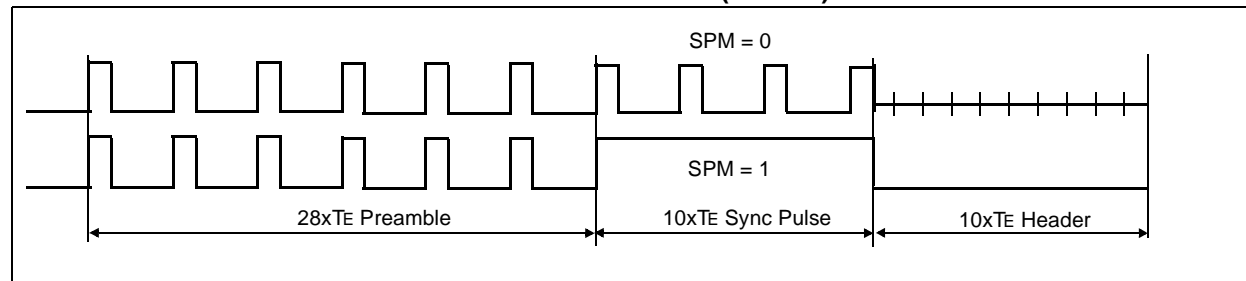 SPM = 0
SPM = 1
28xTE Preamble
10xTE Sync Pulse
10xTE Header